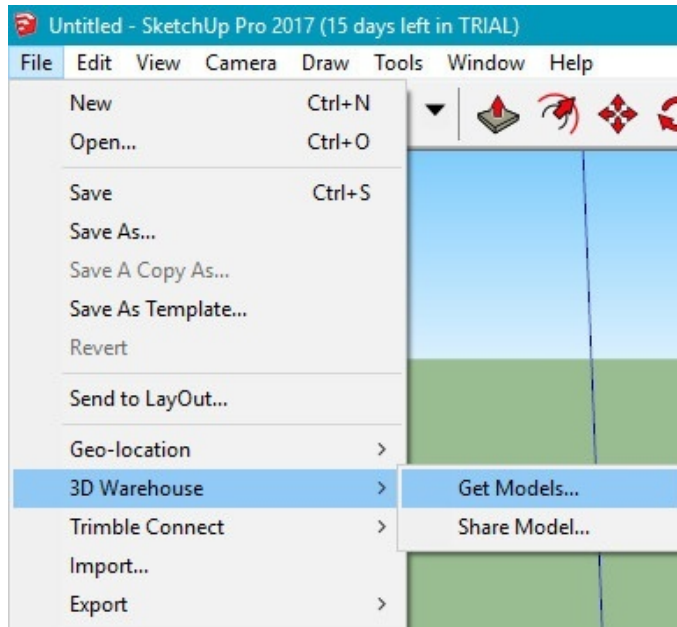 Untitled - SketchUp Pro 2017 (15 days left in TRIAL)
File Edit View Camera Draw Tools Window Help
New Ctrl+N
Open... Ctrl+O
Save Ctrl+S
Save As...
Save A Copy As...
Save As Template...
Revert
Send to LayOut...
Geo-location >
3D Warehouse > Get Models...
Trimble Connect > Share Model...
Import...
Export >